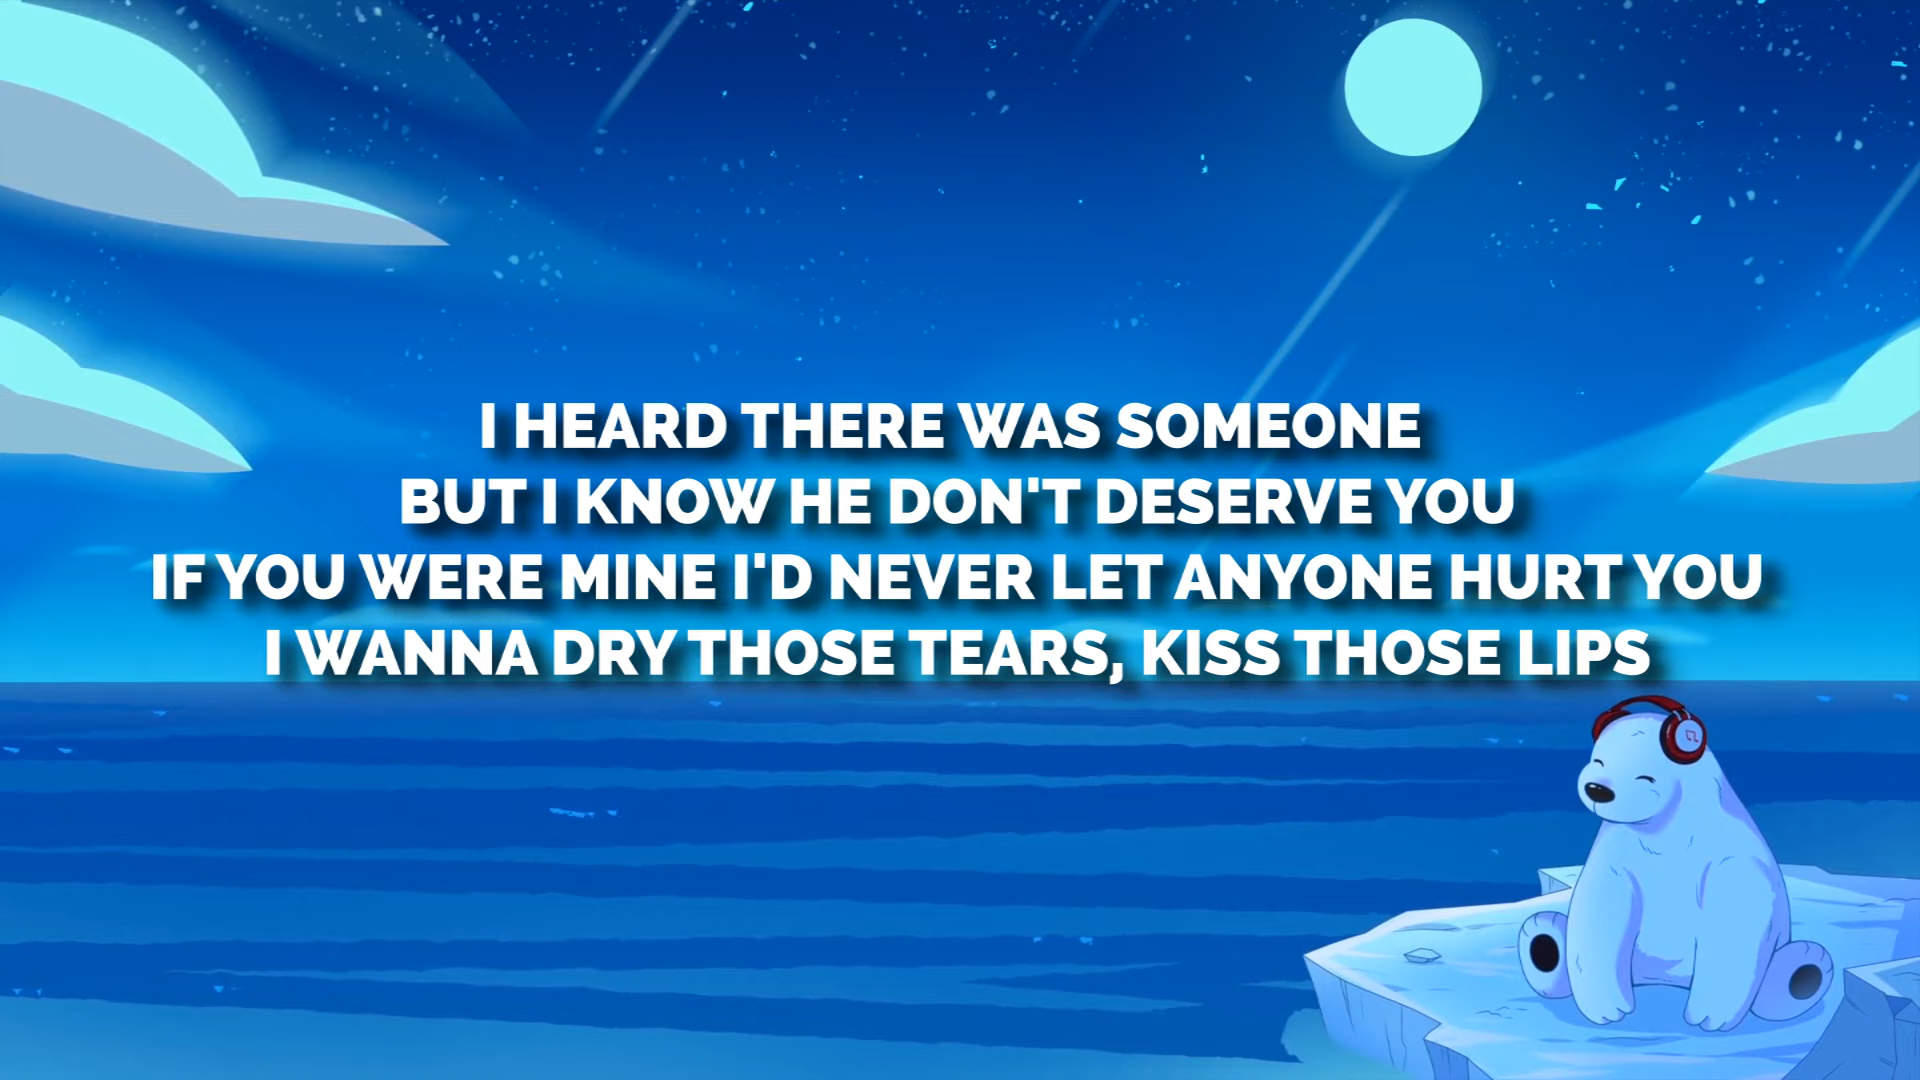 I HEARD THERE WAS SOMEONE
BUT I KNOW HE DON'T DESERVE YOU
IF YOU WERE MINE I'D NEVER LET ANYONE HURT YOU
I WANNA DRY THOSE TEARS, KISS THOSE LIPS